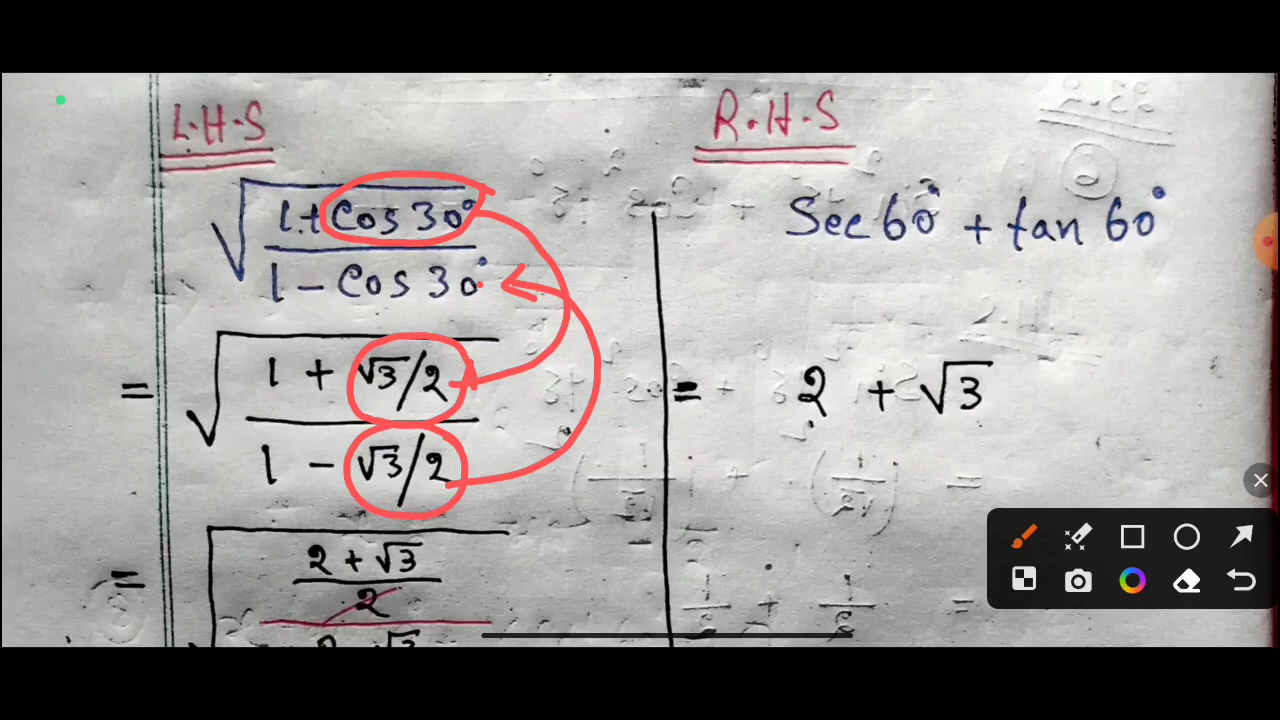 L.H.S
√(1+Cos 30°
1 - Cos 30°)
= √(1 + √3/2
1 - √3/2)
= √(2 + √3
2
R.H.S
Sec 60° + tan 60°
= 2 + √3